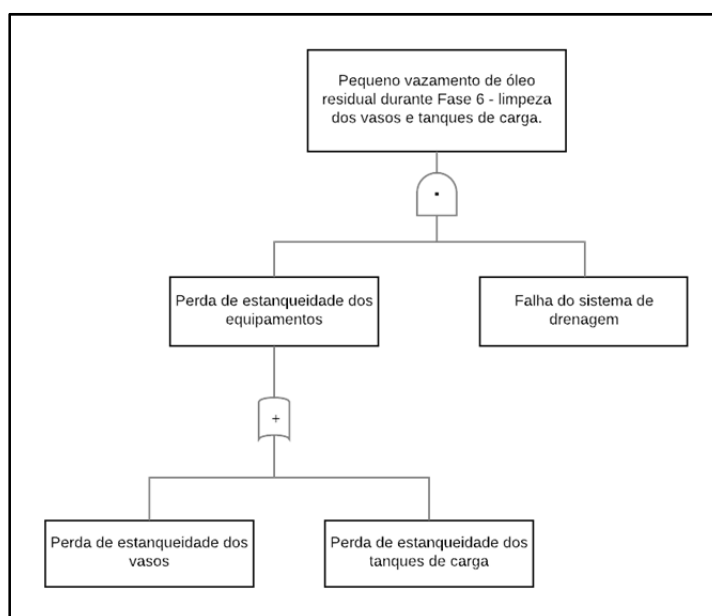 Pequeno vazamento de óleo
residual durante Fase 6 - limpeza
dos vasos e tanques de carga.
Perda de estanqueidade dos
equipamentos
Falha do sistema de
drenagem
+
Perda de estanqueidade dos
vasos
Perda de estanqueidade dos
tanques de carga